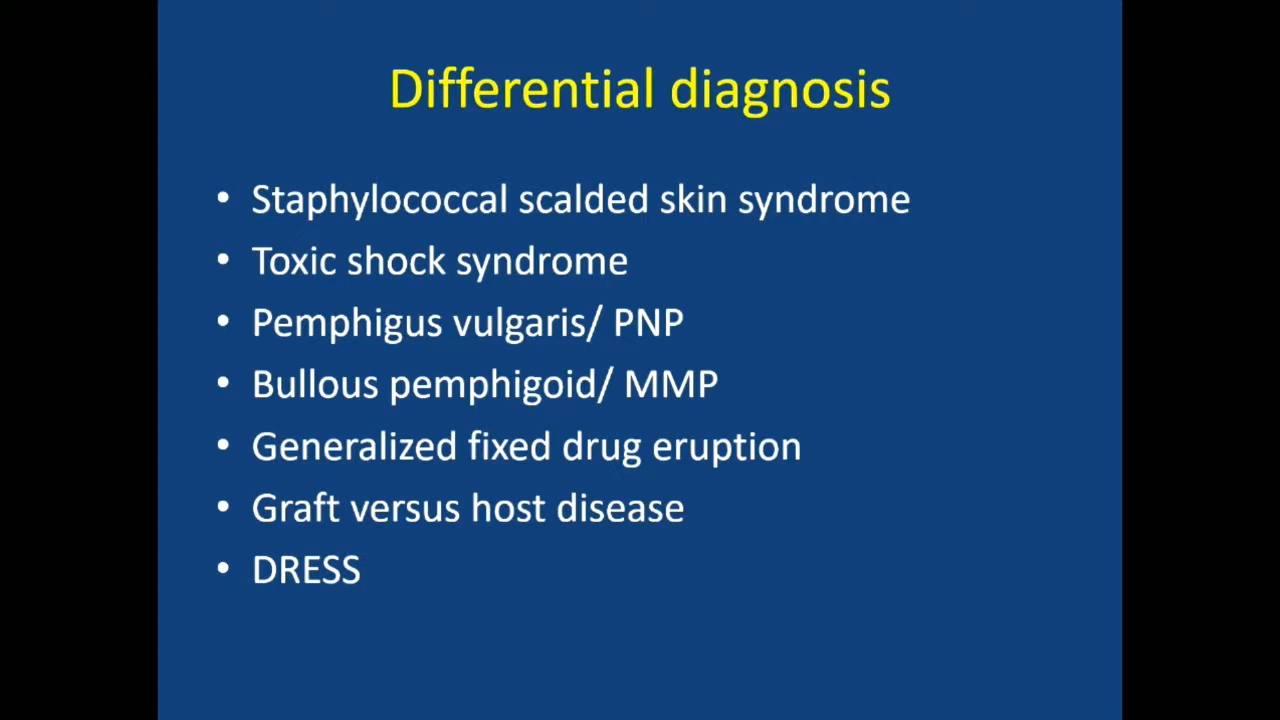 Differential diagnosis
• Staphylococcal scalded skin syndrome
• Toxic shock syndrome
• Pemphigus vulgaris/ PNP
• Bullous pemphigoid/ MMP
• Generalized fixed drug eruption
• Graft versus host disease
• DRESS